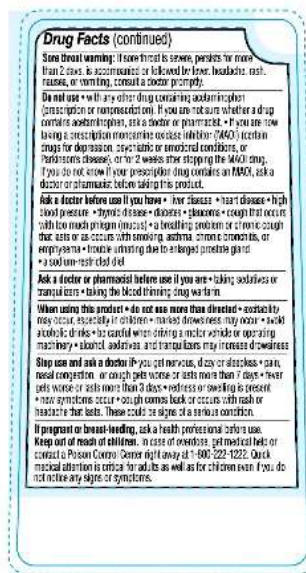 Drug Facts (continued)
Sore throat warning: If sore throat is severe, persists for more
than 2 days, is accompanied or followed by fever, headache, rash,
nausea, or vomiting, consult a doctor promptly.
Do not use • with any other drug containing acetaminophen
(prescription or nonprescription). If you are not sure whether a drug
contains acetaminophen, ask a doctor or pharmacist. • If you are now
taking a prescription monoamine oxidase inhibitor (MAOI) (certain
drugs for depression, psychiatric or emotional conditions, or
Parkinson's disease), or for 2 weeks after stopping the MAOI drug.
If you do not know if your prescription drug contains an MAOI, ask a
doctor or pharmacist before taking this product.
Ask a doctor before use if you have • liver disease • heart disease • high
blood pressure • thyroid disease • diabetes • glaucoma • cough that occurs
with too much phlegm (mucus) • a breathing problem or chronic cough
that lasts or as occurs with smoking, asthma, chronic bronchitis, or
emphysema • trouble urinating due to enlarged prostate gland
• a sodium-restricted diet
Ask a doctor or pharmacist before use if you are • taking sedatives or
tranquilizers • taking the blood thinning drug warfarin.
When using this product • do not use more than directed • excitability
may occur, especially in children • marked drowsiness may occur • avoid
alcoholic drinks • be careful when driving a motor vehicle or operating
machinery • alcohol, sedatives, and tranquilizers may increase drowsiness
Stop use and ask a doctor if • you get nervous, dizzy or sleepless • pain,
nasal congestion, or cough gets worse or lasts more than 7 days • fever
gets worse or lasts more than 3 days • redness or swelling is present
• new symptoms occur • cough comes back or occurs with rash or
headache that lasts. These could be signs of a serious condition.
If pregnant or breast-feeding, ask a health professional before use.
Keep out of reach of children. In case of overdose, get medical help or
contact a Poison Control Center right away at 1-800-222-1222. Quick
medical attention is critical for adults as well as for children even if you do
not notice any signs or symptoms.